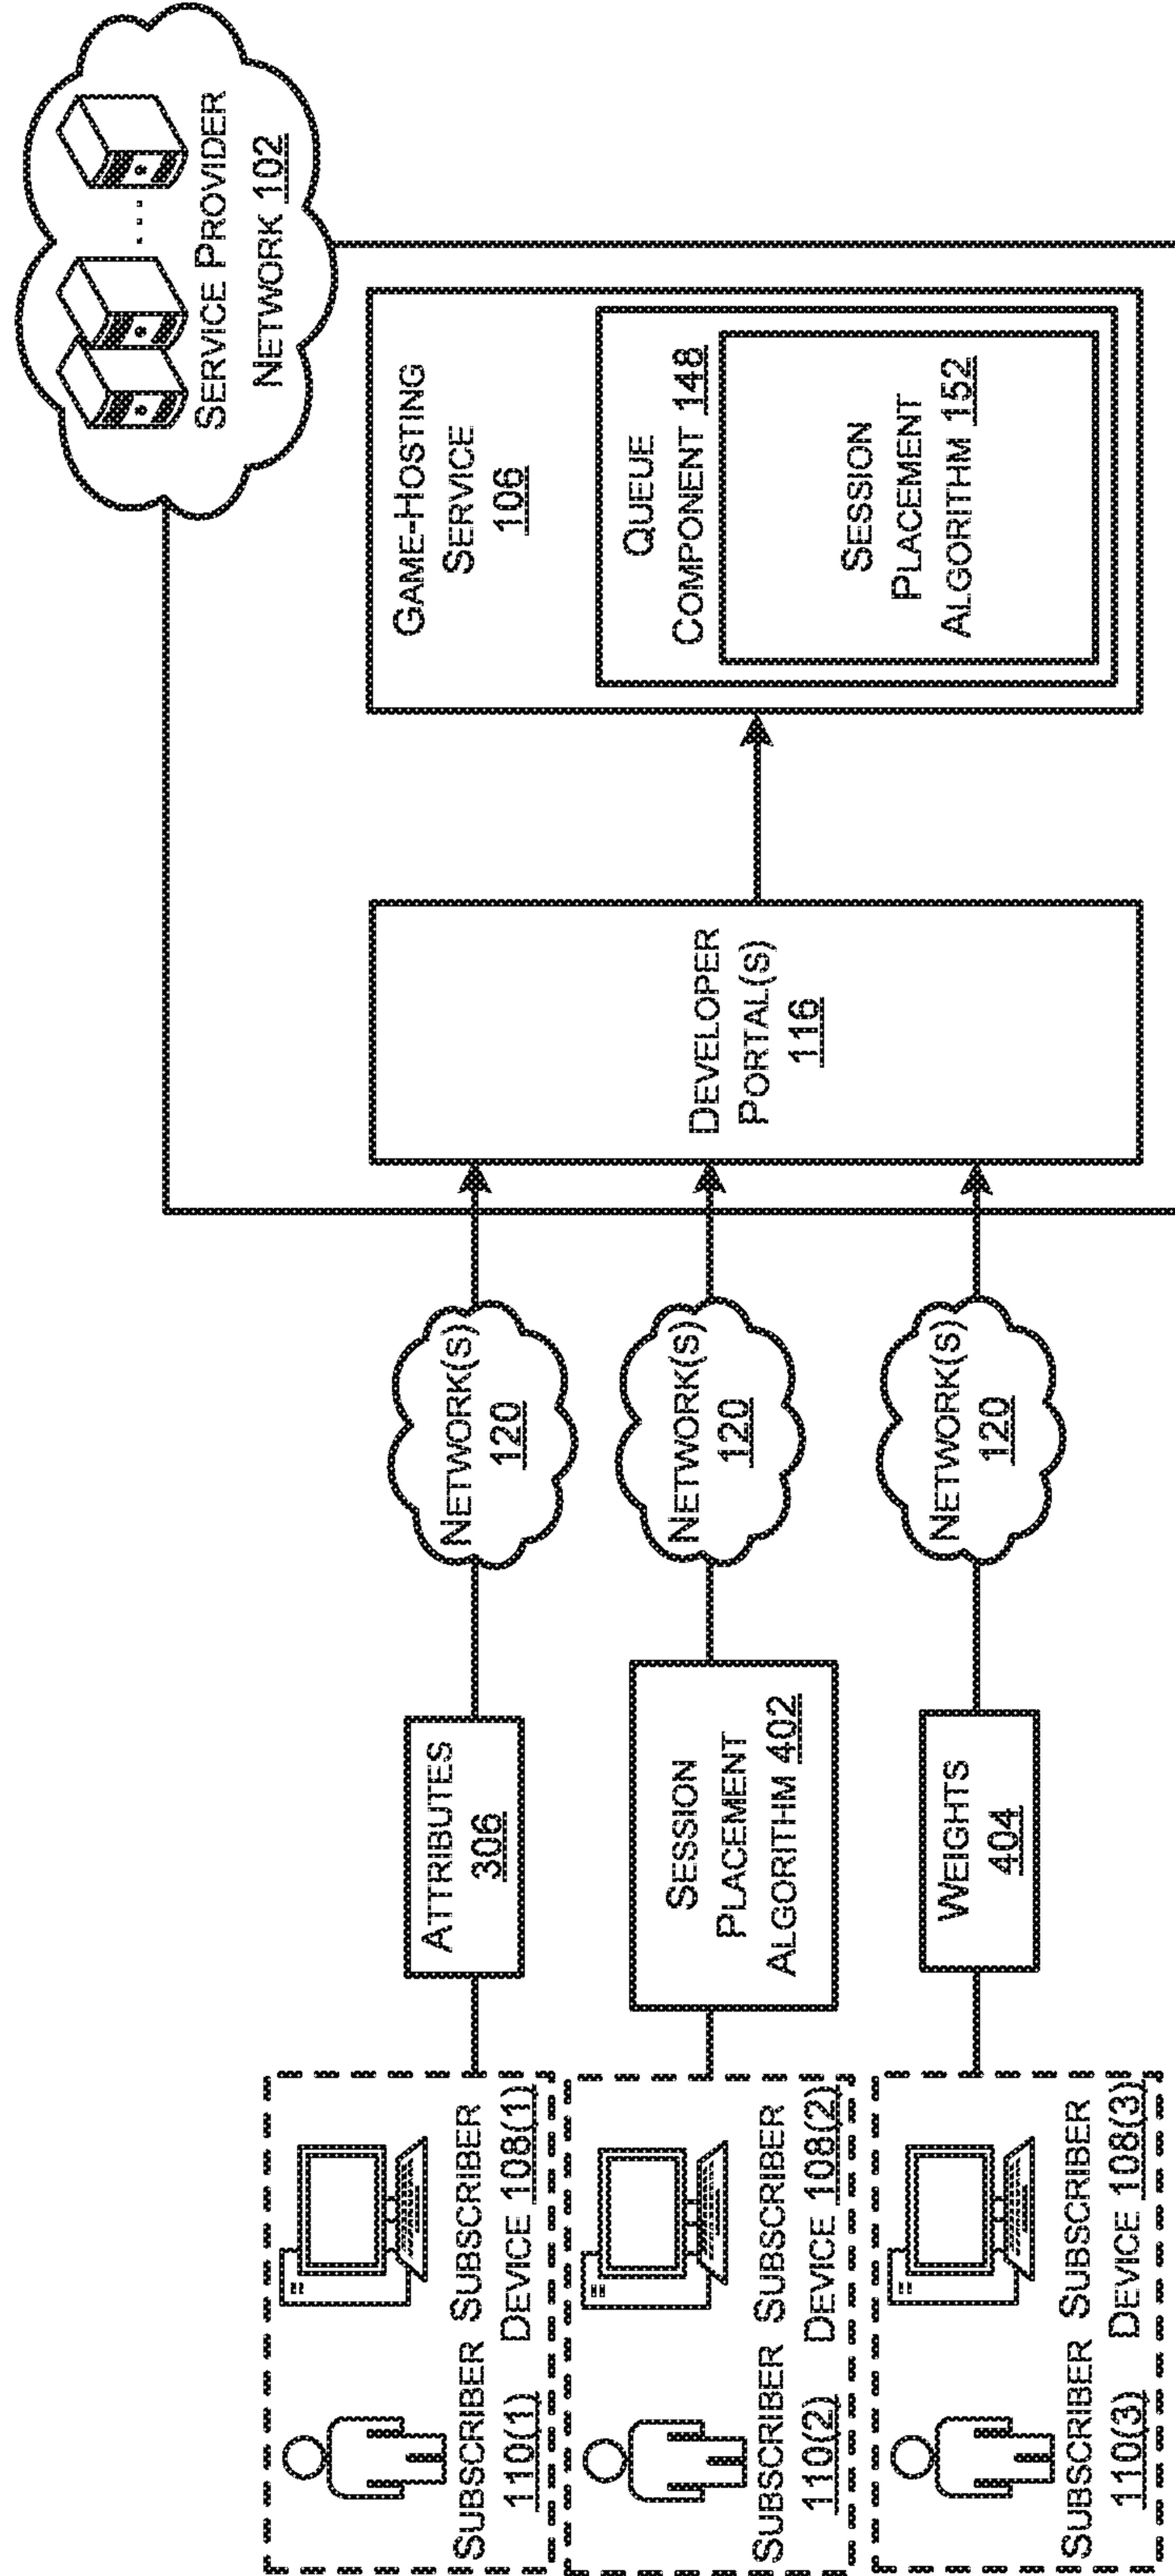 SERVICE PROVIDER
NETWORK 102
SUBSCRIBER
110(1)
SUBSCRIBER
DEVICE 108(1)
ATTRIBUTES
306
NETWORK(S)
120
SUBSCRIBER
110(2)
SUBSCRIBER
DEVICE 108(2)
SESSION
PLACEMENT
ALGORITHM 402
NETWORK(S)
120
SUBSCRIBER
110(3)
SUBSCRIBER
DEVICE 108(3)
WEIGHTS
404
NETWORK(S)
120
DEVELOPER
PORTAL(S)
116
GAME-HOSTING
SERVICE
106
QUEUE
COMPONENT 148
SESSION
PLACEMENT
ALGORITHM 152